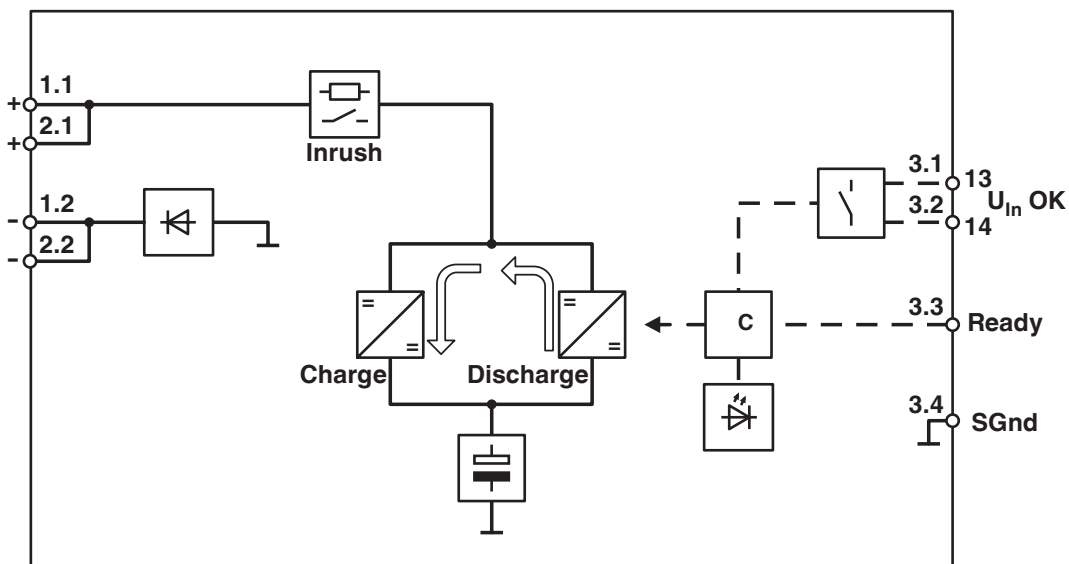 1.1
+
2.1
+
Inrush
1.2
-
2.2
-
3.1
13
U_In OK
3.2
14
=
=
Charge
=
=
Discharge
C
3.3
Ready
3.4
SGnd